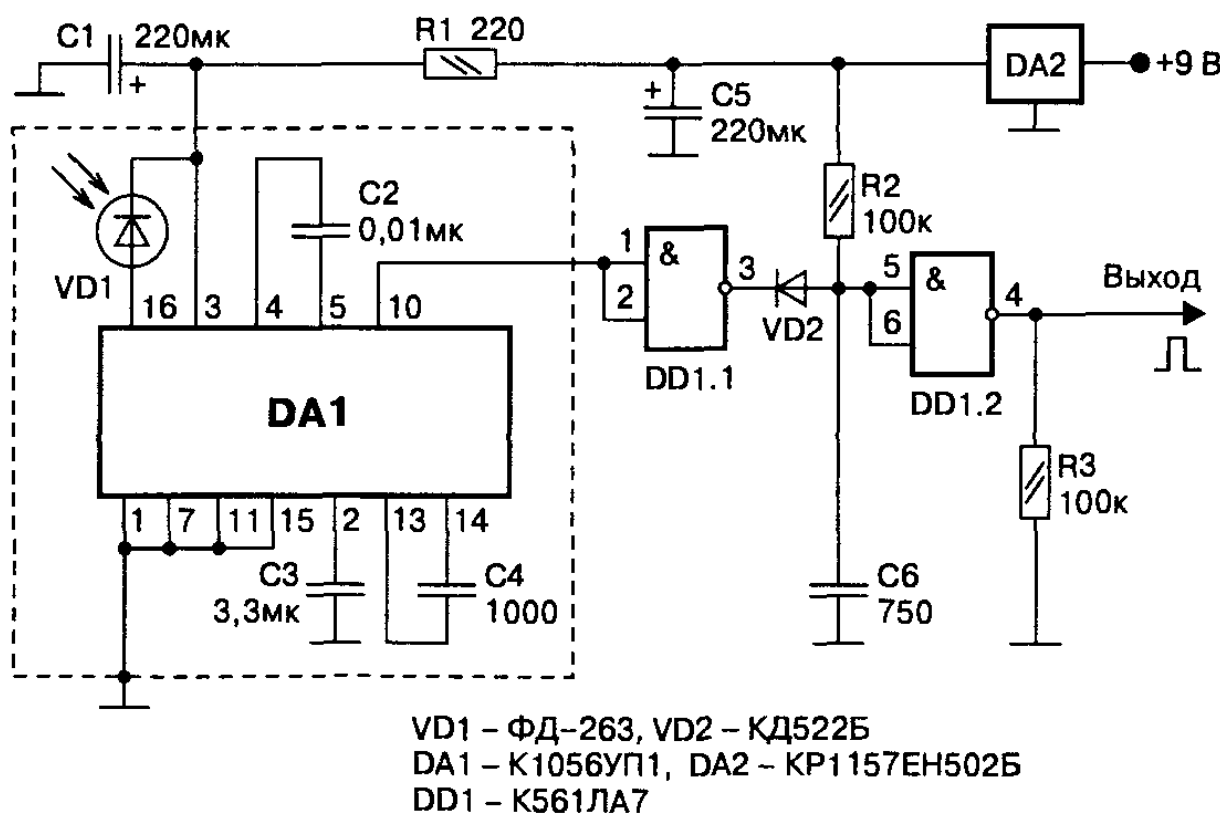 C1 220мк
R1 220
DA2
+9 В
+
+
C5
220мк
C2
0,01мк
R2
100к
VD1
16 3 4 5 10
1
2
&
3
VD2
5
6
&
4
Выход
DD1.1
DD1.2
DA1
R3
100к
1 7 11 15 2 13 14
C3
3,3мк
C4
1000
C6
750
VD1 – ФД-263, VD2 – КД522Б
DA1 – К1056УП1, DA2 – КР1157ЕН502Б
DD1 – К561ЛА7